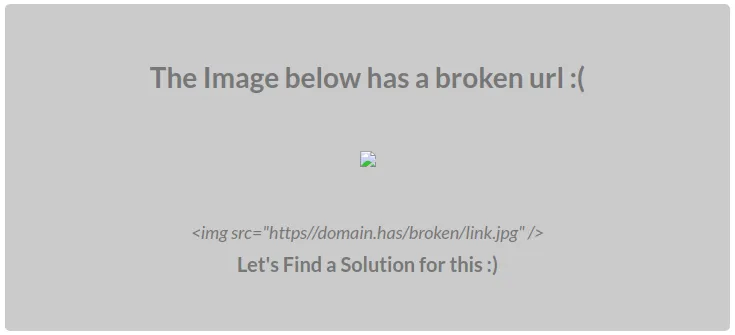 The Image below has a broken url :(
<img src="https//domain.has/broken/link.jpg" />
Let's Find a Solution for this :)